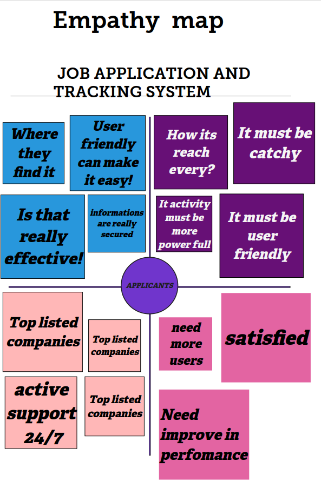 Empathy map
JOB APPLICATION AND
TRACKING SYSTEM
Where
they
find it
User
friendly
can make
it easy!
How its
reach
every?
It must be
catchy
Is that
really
effective!
informations
are really
secured
It activity
must be
more
power full
It must be
user
friendly
APPLICANTS
Top listed
companies
Top listed
companies
need
more
users
satisfied
active
support
24/7
Top listed
companies
Need
improve in
perfomance